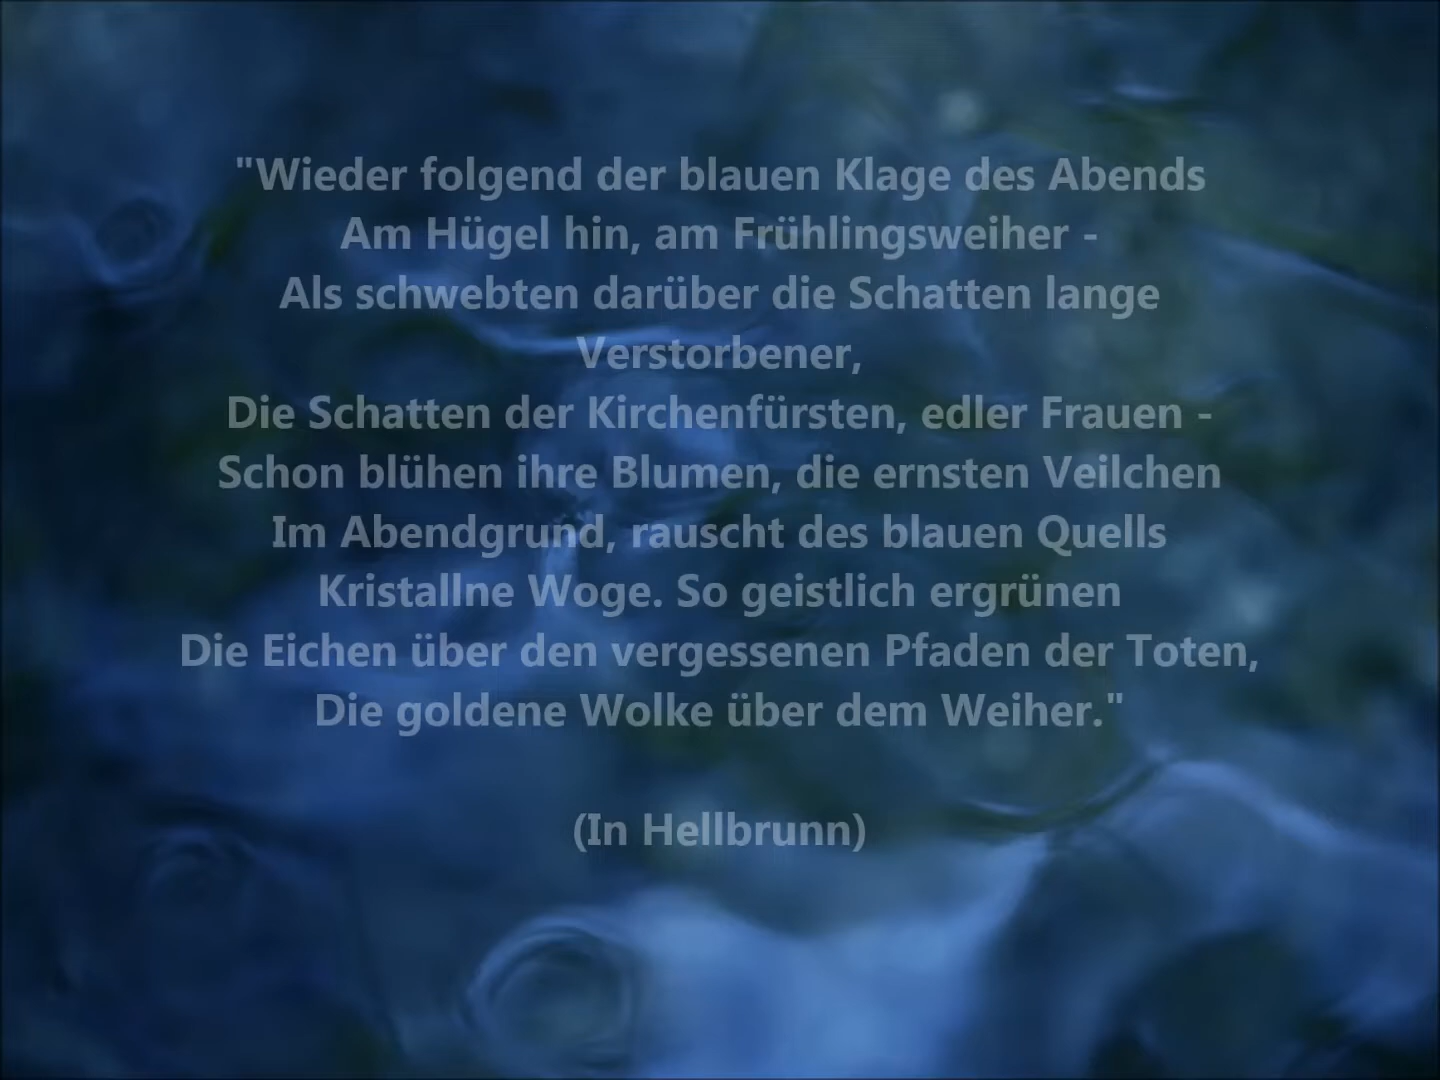 "Wieder folgend der blauen Klage des Abends
Am Hügel hin, am Frühlingsweiher -
Als schwebten darüber die Schatten lange
Verstorbener,
Die Schatten der Kirchenfürsten, edler Frauen -
Schon blühen ihre Blumen, die ernsten Veilchen
Im Abendgrund, rauscht des blauen Quells
Kristallne Woge. So geistlich ergrünen
Die Eichen über den vergessenen Pfaden der Toten,
Die goldene Wolke über dem Weiher."
(In Hellbrunn)